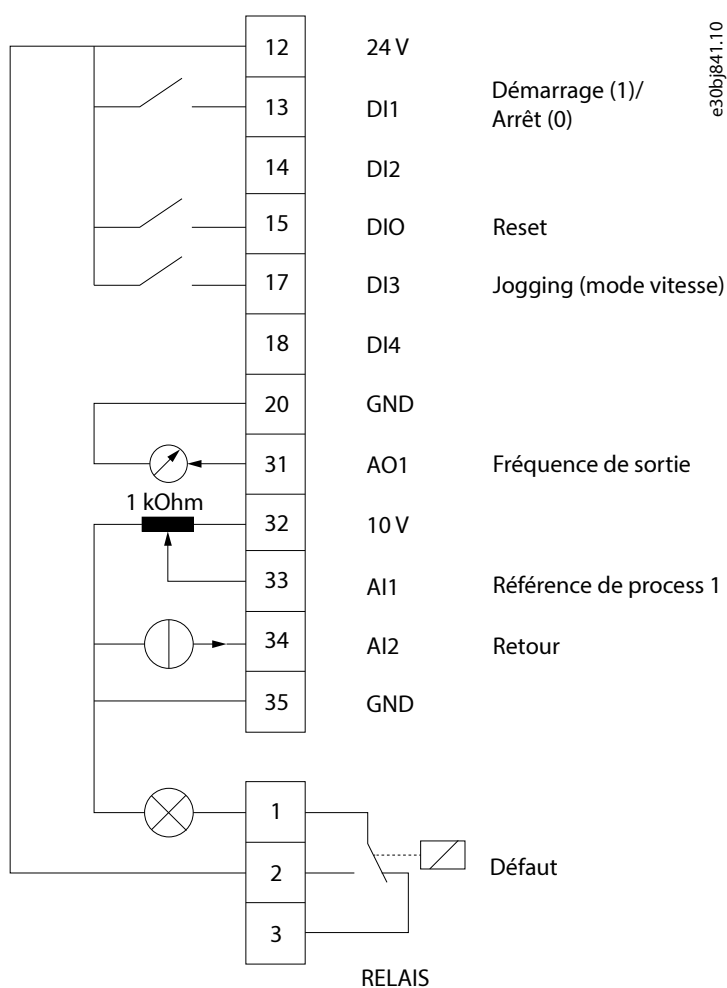 e30bj841.10
12 24 V
13 DI1 Démarrage (1)/
Arrêt (0)
14 DI2
15 DIO Reset
17 DI3 Jogging (mode vitesse)
18 DI4
20 GND
31 AO1 Fréquence de sortie
1 kOhm
32 10 V
33 AI1 Référence de process 1
34 AI2 Retour
35 GND
1
2 Défaut
3
RELAIS